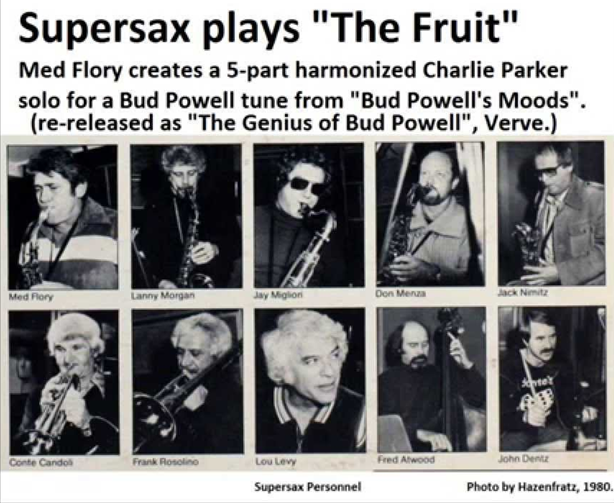 Supersax plays "The Fruit"
Med Flory creates a 5-part harmonized Charlie Parker
solo for a Bud Powell tune from "Bud Powell's Moods".
(re-released as "The Genius of Bud Powell", Verve.)
Med Flory Lanny Morgan Jay Migliori Don Menza Jack Nimitz
Conte Candoli Frank Rosolino Lou Levy Fred Atwood John Dentz
Supersax Personnel Photo by Hazenfratz, 1980.